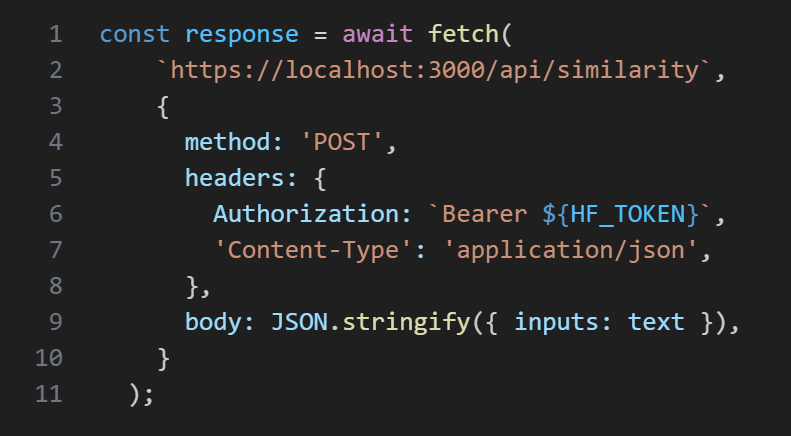 1 const response = await fetch(
2     `https://localhost:3000/api/similarity`,
3     {
4       method: 'POST',
5       headers: {
6         Authorization: `Bearer ${HF_TOKEN}`,
7         'Content-Type': 'application/json',
8       },
9       body: JSON.stringify({ inputs: text }),
10     }
11   );